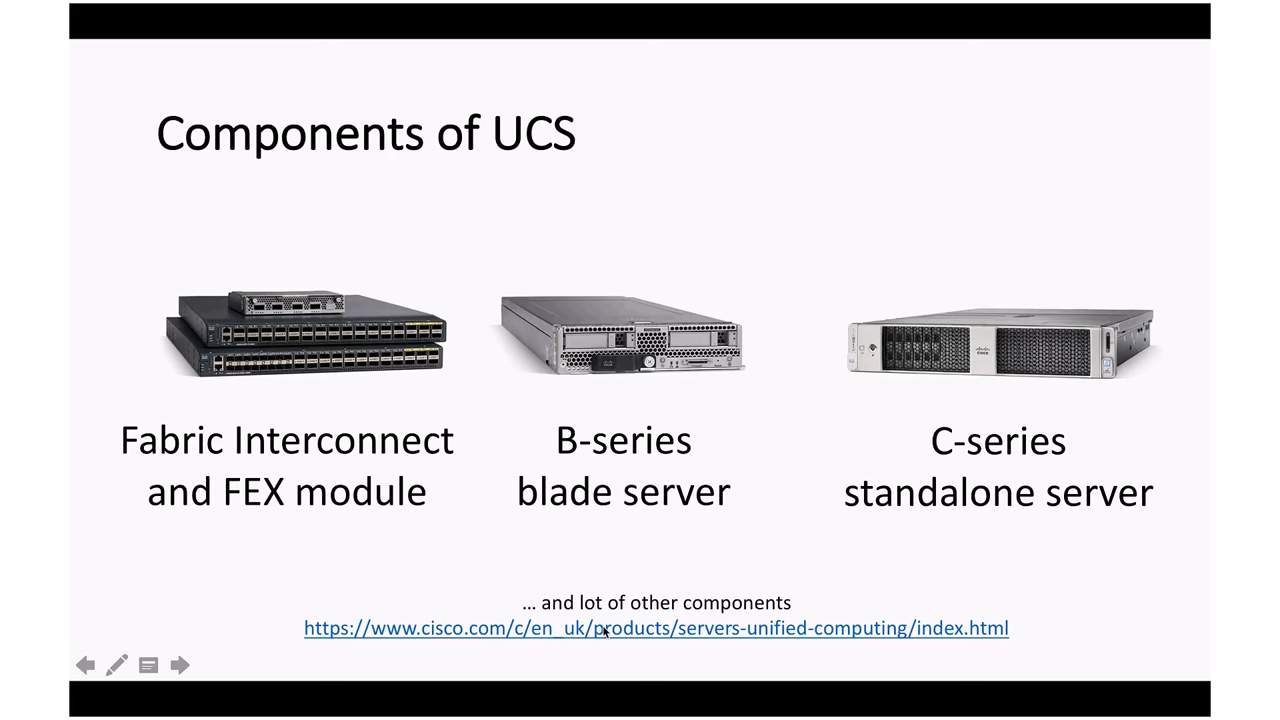 Components of UCS
Fabric Interconnect
and FEX module
B-series
blade server
C-series
standalone server
... and lot of other components
https://www.cisco.com/c/en_uk/products/servers-unified-computing/index.html